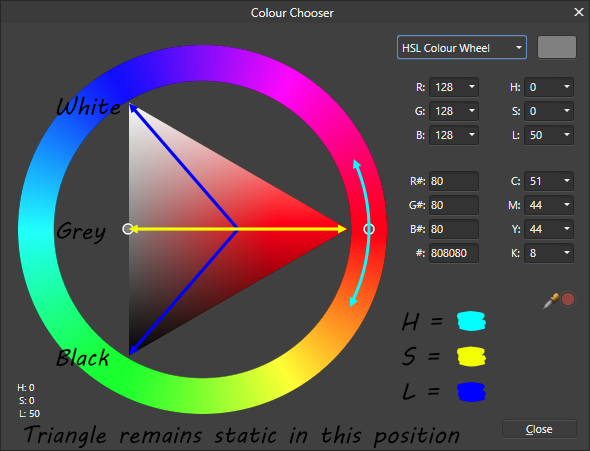 Colour Chooser
HSL Colour Wheel
R: 128 H: 0
G: 128 S: 0
B: 128 L: 50
R#: 80 C: 51
G#: 80 M: 44
B#: 80 Y: 44
#: 808080 K: 8
White
Grey
Black
H =
S =
L =
H: 0
S: 0
L: 50
Close
Triangle remains static in this position